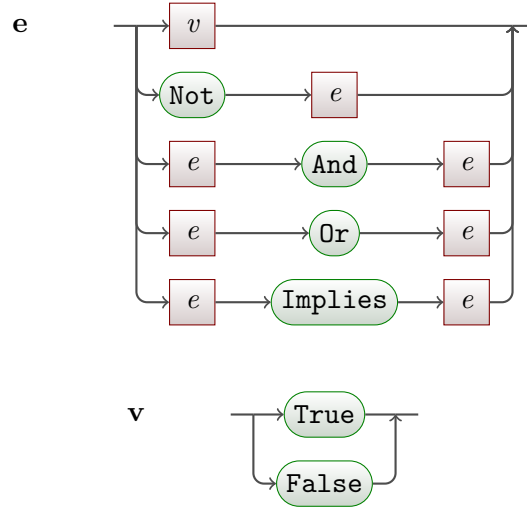 e v
Not e
e And e
e Or e
e Implies e
v True
False